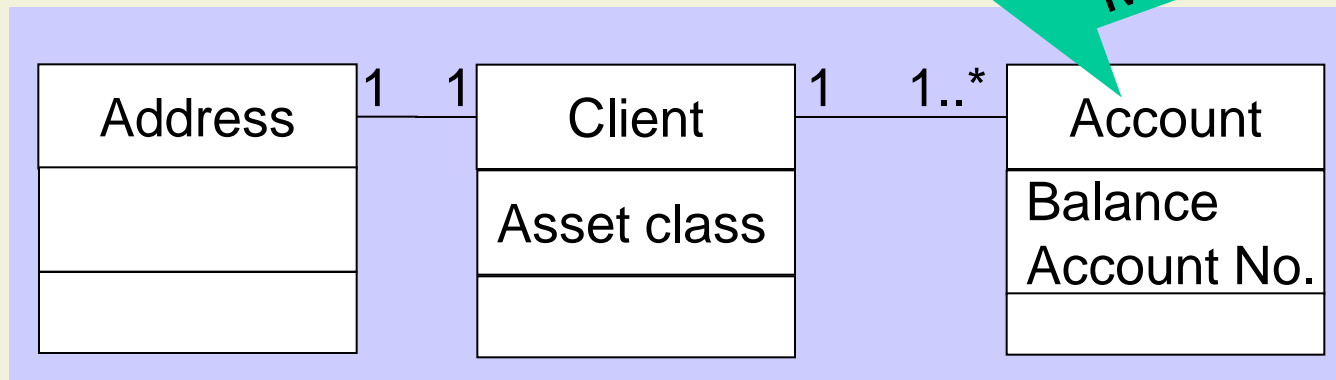 Address 1 1 Client 1 1..* Account
Asset class
Balance
Account No.